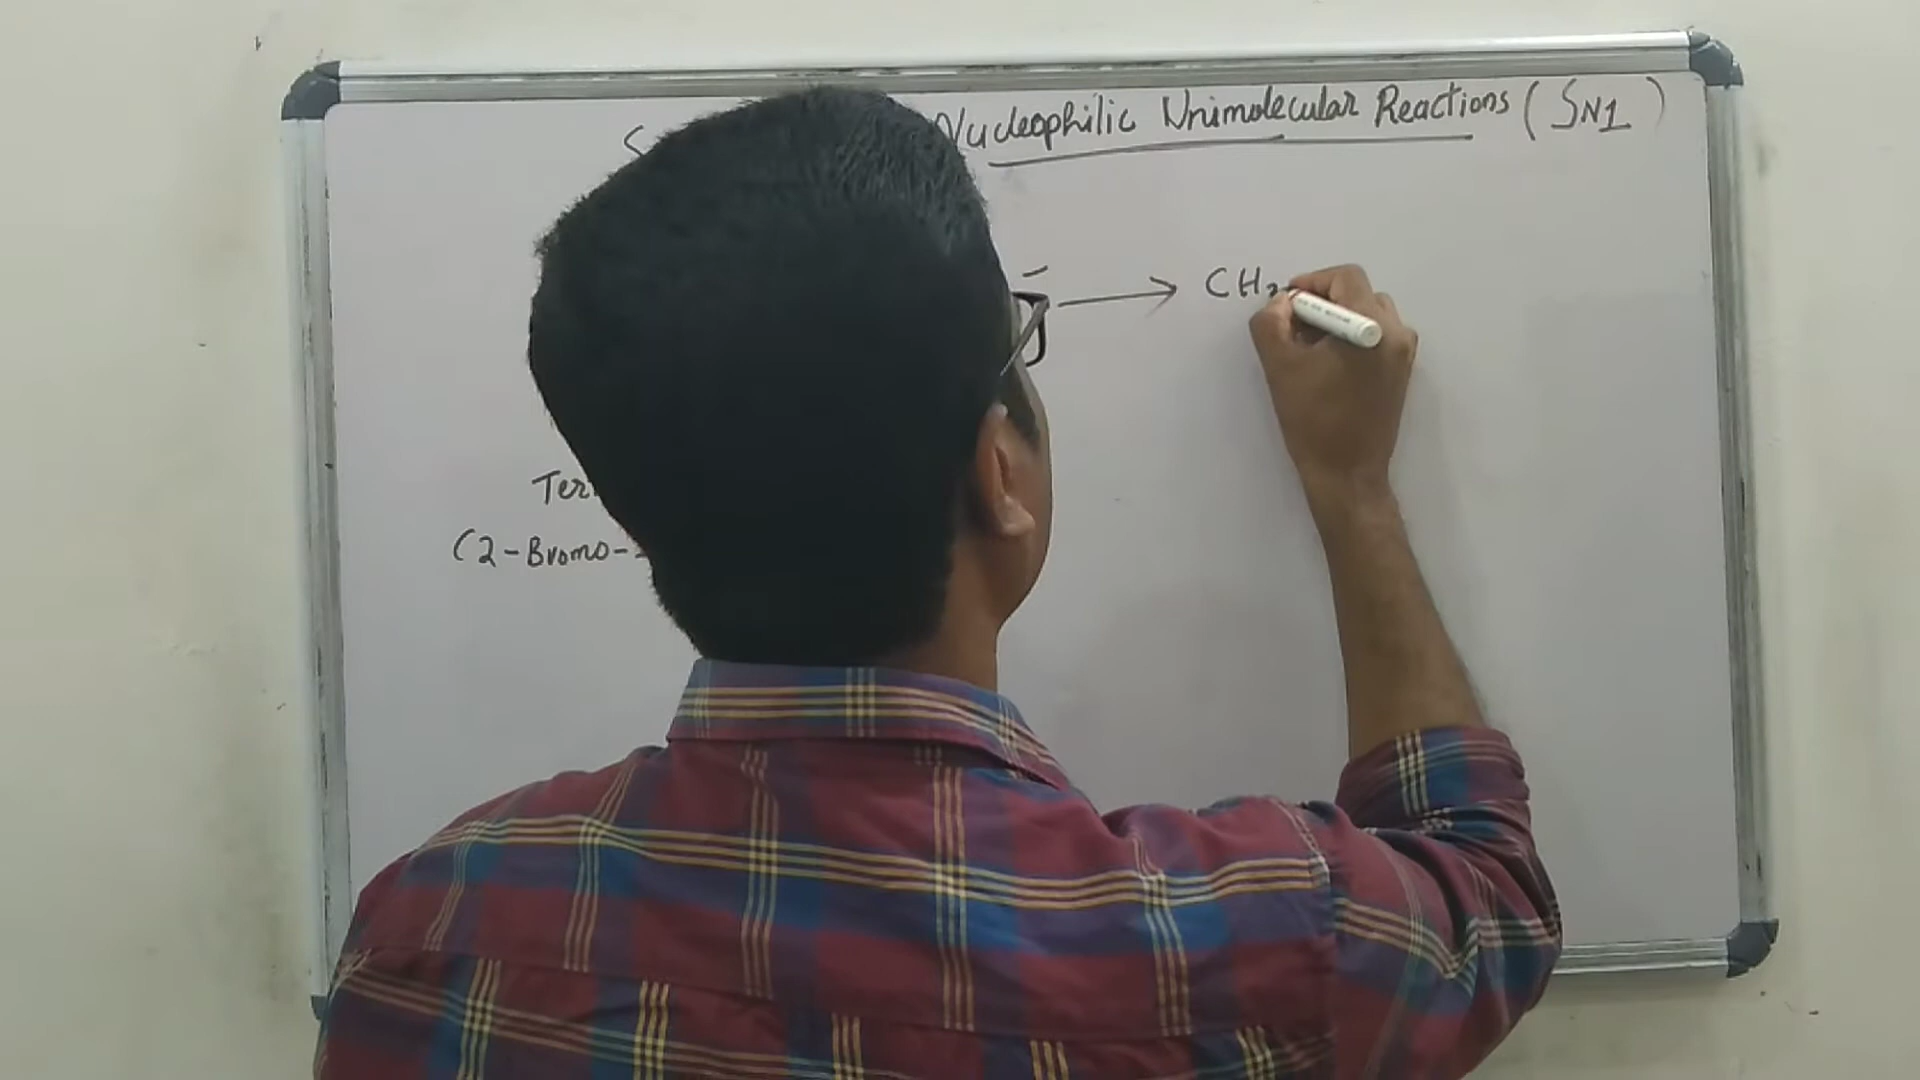 Nucleophilic Unimolecular Reactions (SN1)
- → CH3
Ter
(2-Bromo-